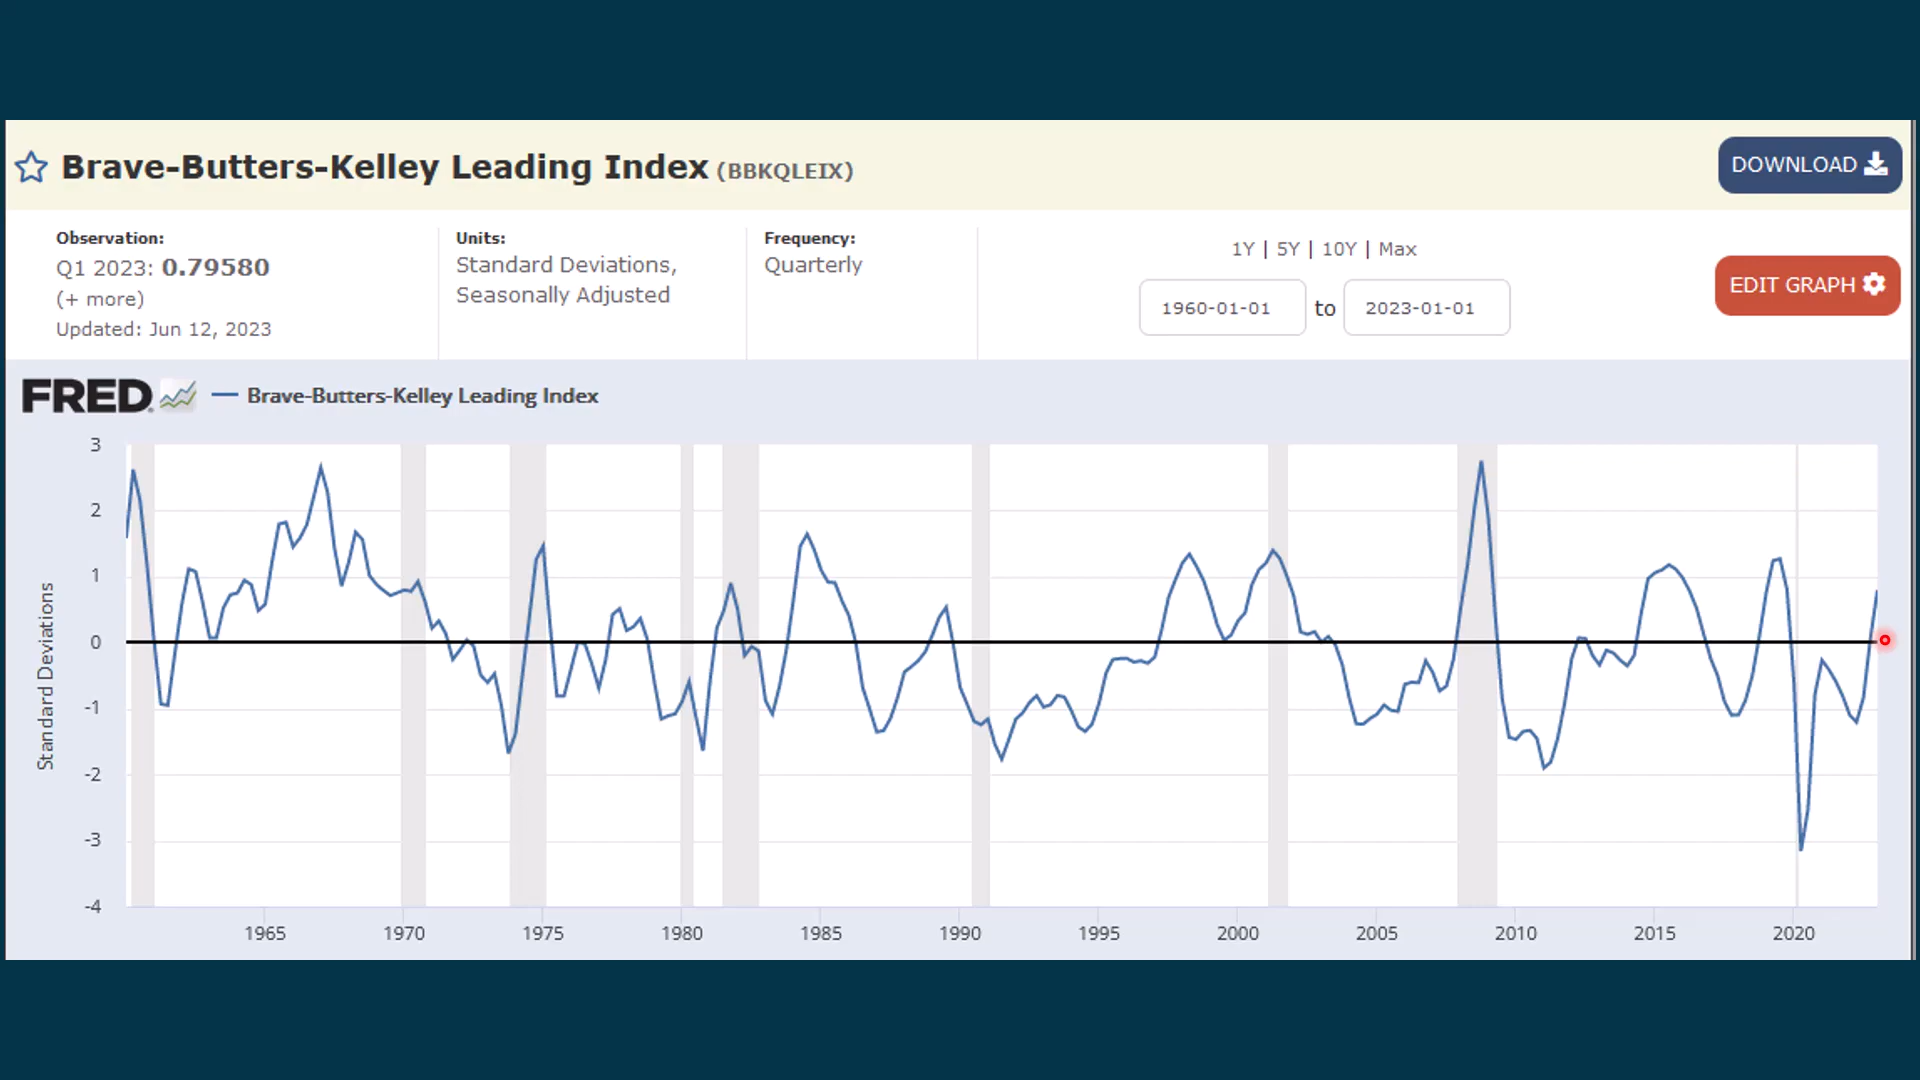 Brave-Butters-Kelley Leading Index (BBKQLEIX)
DOWNLOAD
Observation:
Q1 2023: 0.79580
(+ more)
Updated: Jun 12, 2023
Units:
Standard Deviations,
Seasonally Adjusted
Frequency:
Quarterly
1Y | 5Y | 10Y | Max
1960-01-01 to 2023-01-01
EDIT GRAPH
FRED
Brave-Butters-Kelley Leading Index
Standard Deviations
3
2
1
0
-1
-2
-3
-4
1965 1970 1975 1980 1985 1990 1995 2000 2005 2010 2015 2020